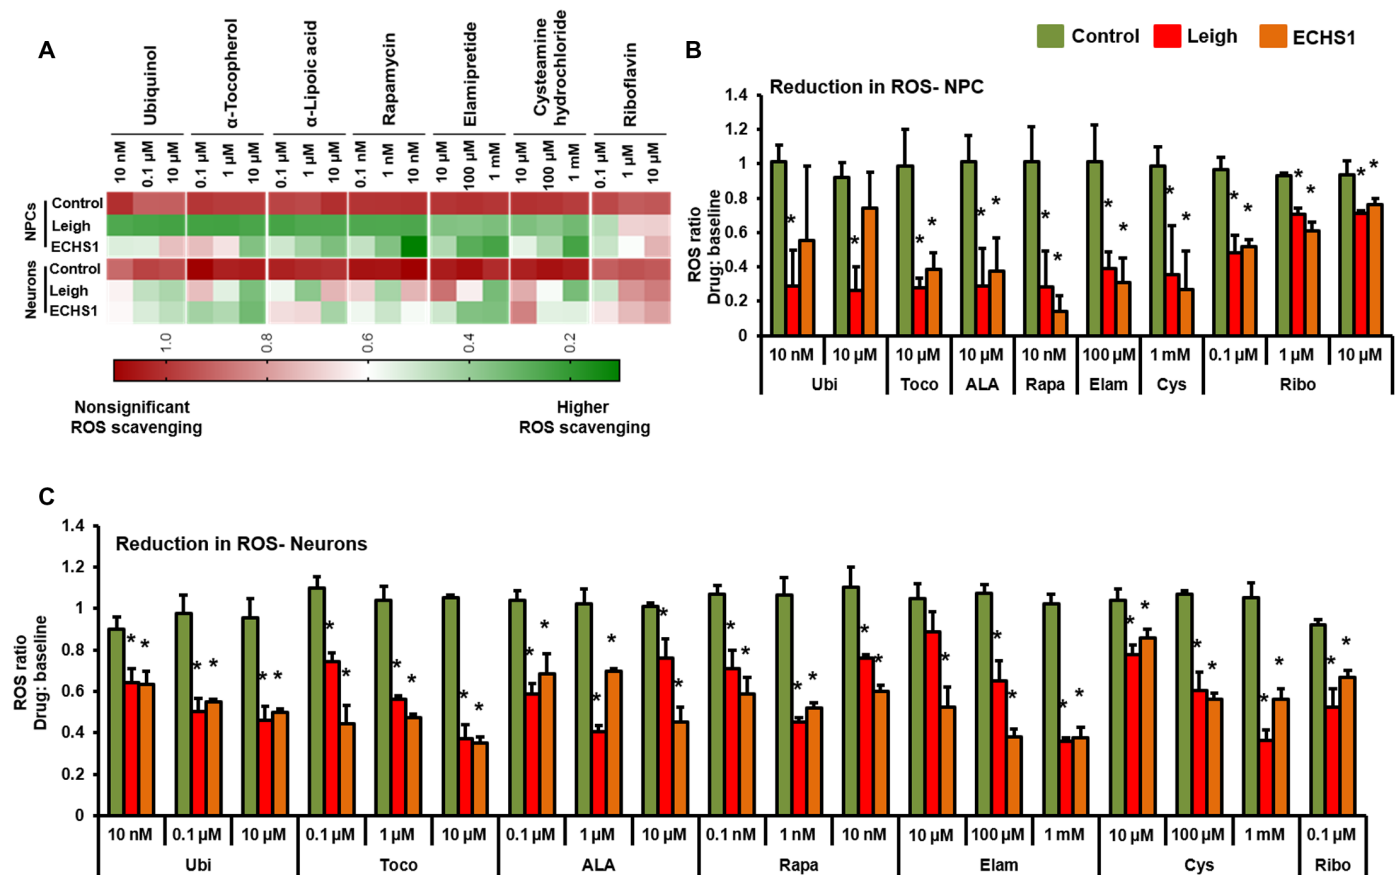 A
Ubiquinol
α-Tocopherol
α-Lipoic acid
Rapamycin
Elamipretide
Cysteamine
hydrochloride
Riboflavin
10 nM 0.1 µM 10 µM 0.1 µM 1 µM 10 µM 0.1 µM 1 µM 10 µM 0.1 nM 1 nM 10 nM 10 µM 100 µM 1 mM 10 µM 100 µM 1 mM 0.1 µM 1 µM 10 µM
NPCs
Control
Leigh
ECHS1
Neurons
Control
Leigh
ECHS1
1.0 0.8 0.6 0.4 0.2
Nonsignificant
ROS scavenging
Higher
ROS scavenging
Control Leigh ECHS1
B
Reduction in ROS- NPC
ROS ratio
Drug: baseline
1.4
1.2
1
0.8
0.6
0.4
0.2
0
* * * * * * * * * * * * * * * * * *
10 nM 10 µM 10 µM 10 µM 10 nM 100 µM 1 mM 0.1 µM 1 µM 10 µM
Ubi Toco ALA Rapa Elam Cys Ribo
C
Reduction in ROS- Neurons
ROS ratio
Drug: baseline
1.4
1.2
1
0.8
0.6
0.4
0.2
0
* * * * * * * * * * * * * * * * * * * * * * * * * * * * * * * * * * * * *
10 nM 0.1 µM 10 µM 0.1 µM 1 µM 10 µM 0.1 µM 1 µM 10 µM 0.1 nM 1 nM 10 nM 10 µM 100 µM 1 mM 10 µM 100 µM 1 mM 0.1 µM
Ubi Toco ALA Rapa Elam Cys Ribo